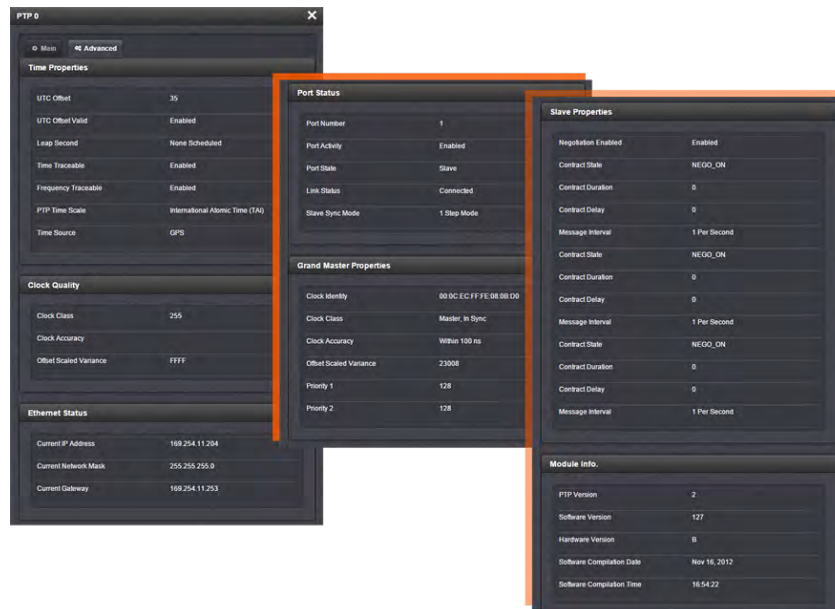 PTP 0
Main Advanced
Time Properties
UTC Offset 35
UTC Offset Valid Enabled
Leap Second None Scheduled
Time Traceable Enabled
Frequency Traceable Enabled
PTP Time Scale International Atomic Time (TAI)
Time Source GPS
Clock Quality
Clock Class 255
Clock Accuracy
Offset Scaled Variance FFFF
Ethernet Status
Current IP Address 169.254.11.204
Current Network Mask 255.255.255.0
Current Gateway 169.254.11.253
Port Status
Port Number 1
Port Activity Enabled
Port State Slave
Link Status Connected
Slave Sync Mode 1 Step Mode
Grand Master Properties
Clock Identity 00:0C:EC:FF:FE:08:0B:D0
Clock Class Master, In Sync
Clock Accuracy Within 100 ns
Offset Scaled Variance 23008
Priority 1 128
Priority 2 128
Slave Properties
Negotiation Enabled Enabled
Contract State NEGO_ON
Contract Duration 0
Contract Delay 0
Message Interval 1 Per Second
Contract State NEGO_ON
Contract Duration 0
Contract Delay 0
Message Interval 1 Per Second
Contract State NEGO_ON
Contract Duration 0
Contract Delay 0
Message Interval 1 Per Second
Module Info.
PTP Version 2
Software Version 127
Hardware Version B
Software Compilation Date Nov 16, 2012
Software Compilation Time 16:54:22